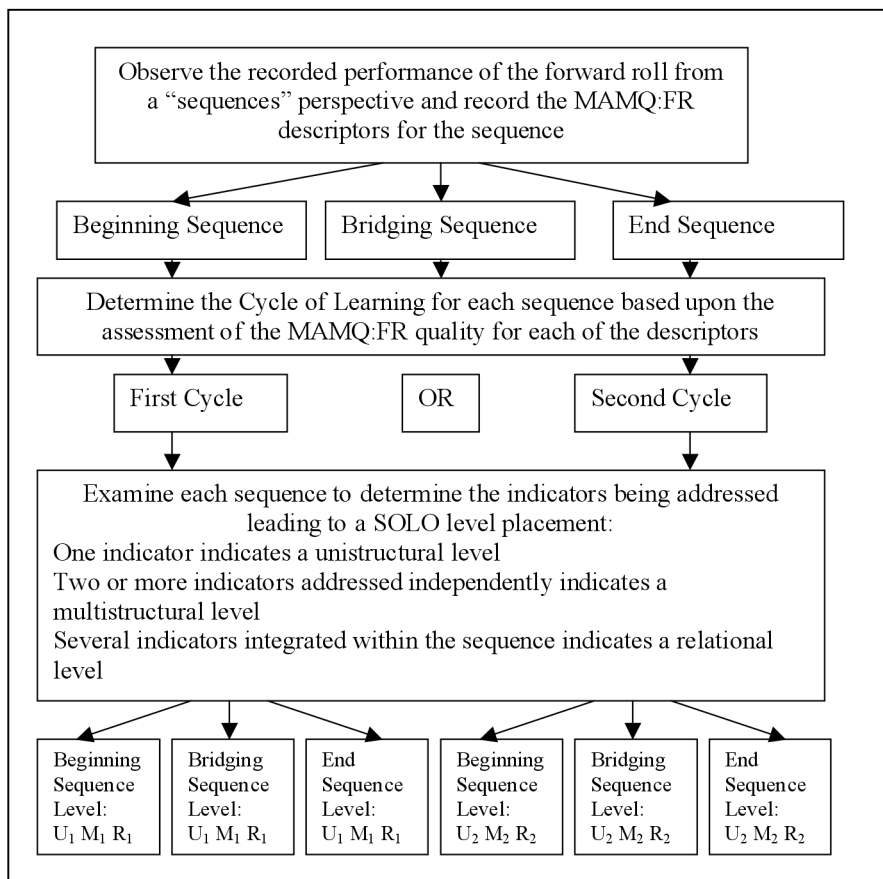 Observe the recorded performance of the forward roll from
a “sequences” perspective and record the MAMQ:FR
descriptors for the sequence
Beginning Sequence
Bridging Sequence
End Sequence
Determine the Cycle of Learning for each sequence based upon the
assessment of the MAMQ:FR quality for each of the descriptors
First Cycle
OR
Second Cycle
Examine each sequence to determine the indicators being addressed
leading to a SOLO level placement:
One indicator indicates a unistructural level
Two or more indicators addressed independently indicates a
multistructural level
Several indicators integrated within the sequence indicates a relational
level
Beginning
Sequence
Level:
U₁ M₁ R₁
Bridging
Sequence
Level:
U₁ M₁ R₁
End
Sequence
Level:
U₁ M₁ R₁
Beginning
Sequence
Level:
U₂ M₂ R₂
Bridging
Sequence
Level:
U₂ M₂ R₂
End
Sequence
Level:
U₂ M₂ R₂